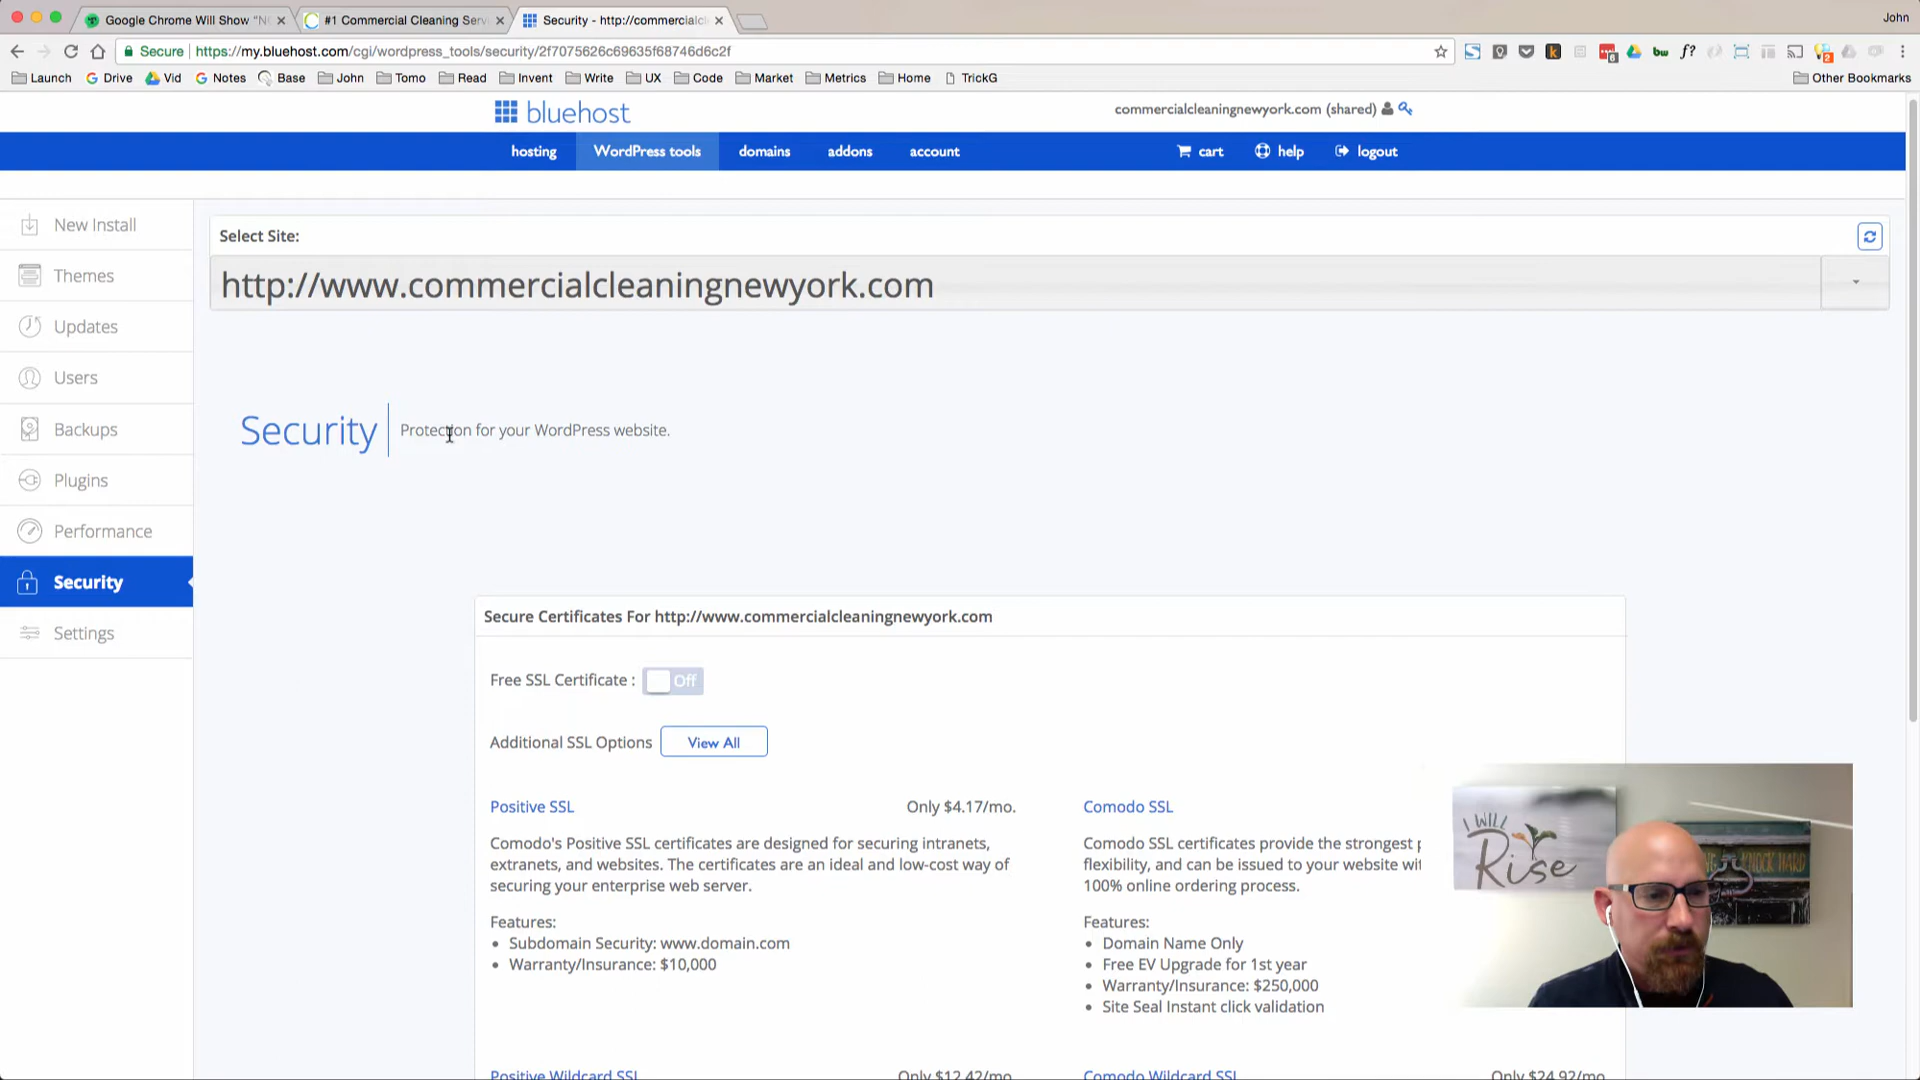 Google Chrome Will Show "N
#1 Commercial Cleaning Serv
Security - http://commercialcl
John
Secure https://my.bluehost.com/cgi/wordpress_tools/security/2f7075626c69635f68746d6c2f
Launch Drive Vid Notes Base John Tomo Read Invent Write UX Code Market Metrics Home TrickG Other Bookmarks
bluehost
commercialcleaningnewyork.com (shared)
hosting WordPress tools domains addons account cart help logout
New Install
Themes
Updates
Users
Backups
Plugins
Performance
Security
Settings
Select Site:
http://www.commercialcleaningnewyork.com
Security
Protection for your WordPress website.
Secure Certificates For http://www.commercialcleaningnewyork.com
Free SSL Certificate : Off
Additional SSL Options View All
Positive SSL Only $4.17/mo.
Comodo's Positive SSL certificates are designed for securing intranets,
extranets, and websites. The certificates are an ideal and low-cost way of
securing your enterprise web server.
Features:
• Subdomain Security: www.domain.com
• Warranty/Insurance: $10,000
Comodo SSL
Comodo SSL certificates provide the strongest
flexibility, and can be issued to your website
100% online ordering process.
Features:
• Domain Name Only
• Free EV Upgrade for 1st year
• Warranty/Insurance: $250,000
• Site Seal Instant click validation
Positive Wildcard SSL Only $12.42/mo.
Comodo Wildcard SSL Only $24.92/mo.
I WILL
Rise
KNOCK HARD